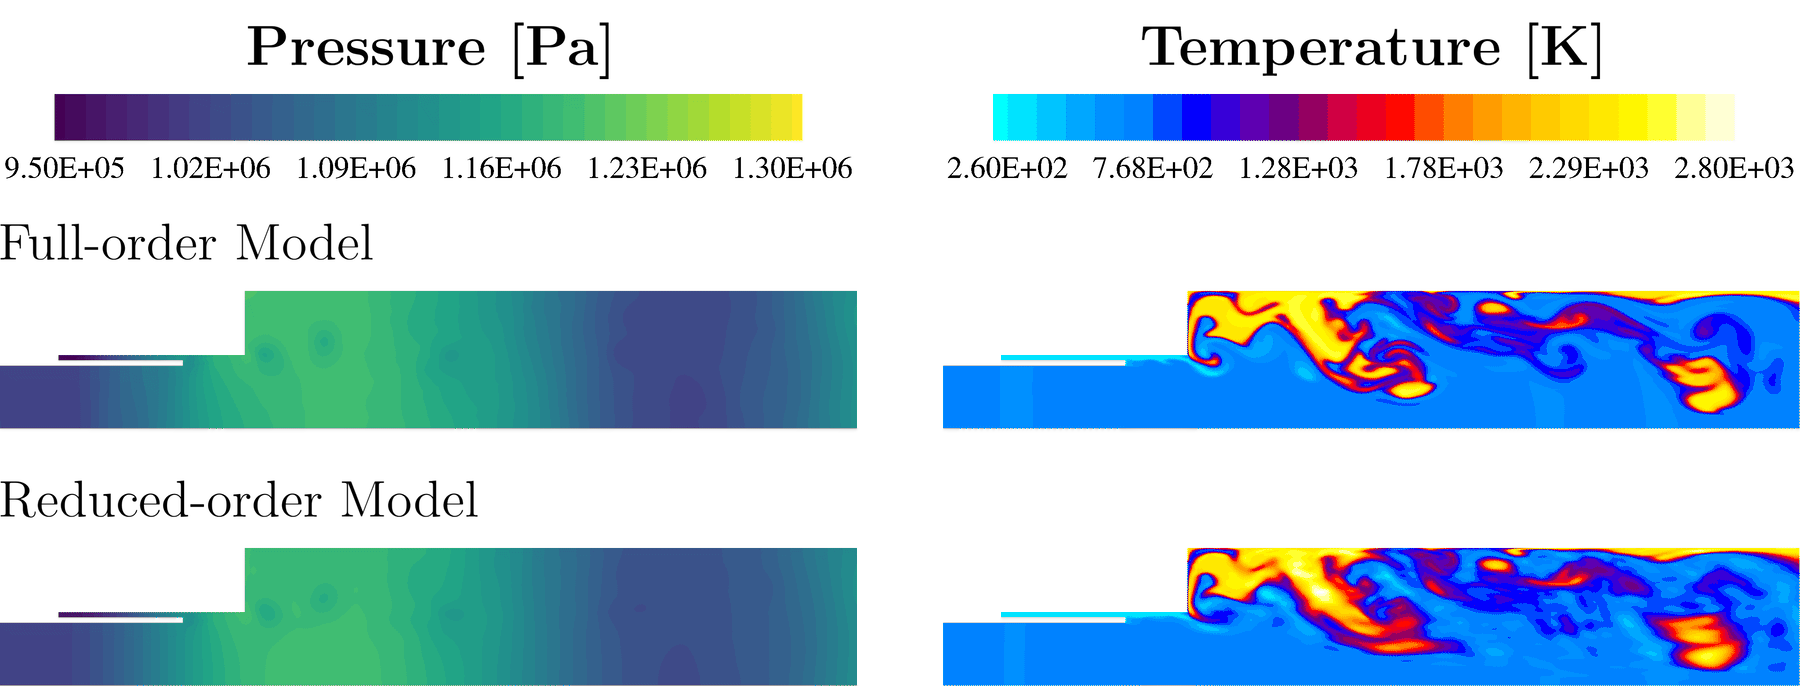 Pressure [Pa]
Temperature [K]
9.50E+05 1.02E+06 1.09E+06 1.16E+06 1.23E+06 1.30E+06
2.60E+02 7.68E+02 1.28E+03 1.78E+03 2.29E+03 2.80E+03
Full-order Model
Reduced-order Model